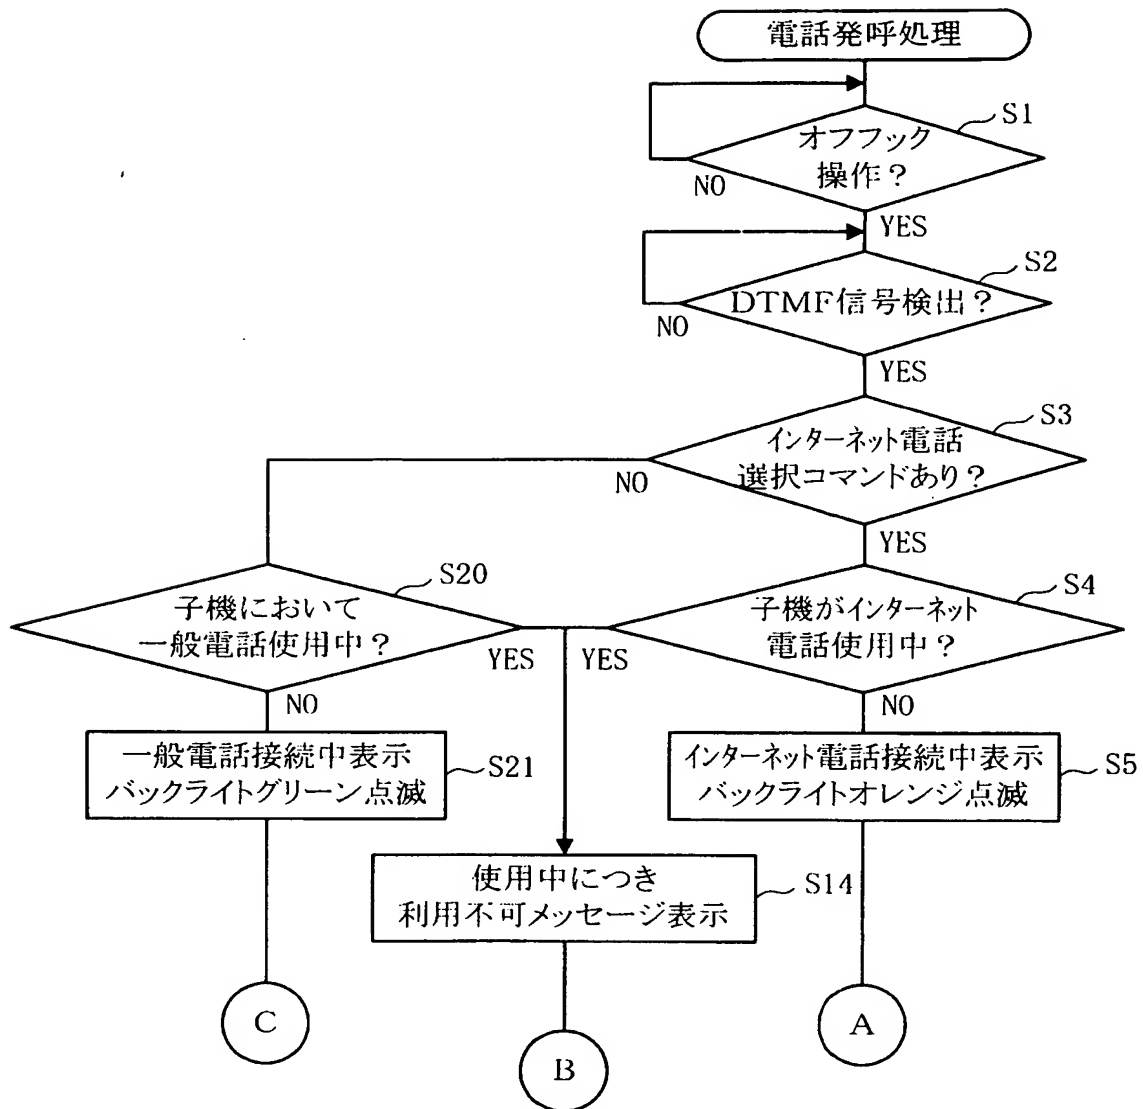 電話発呼処理
S1
オフフック
操作？
NO
YES
S2
DTMF信号検出？
NO
YES
S3
インターネット電話
選択コマンドあり？
NO
YES
S20
子機において
一般電話使用中？
YES
NO
S4
子機がインターネット
電話使用中？
YES
NO
一般電話接続中表示
バックライトグリーン点滅
S21
インターネット電話接続中表示
バックライトオレンジ点滅
S5
使用中につき
利用不可メッセージ表示
S14
C
B
A